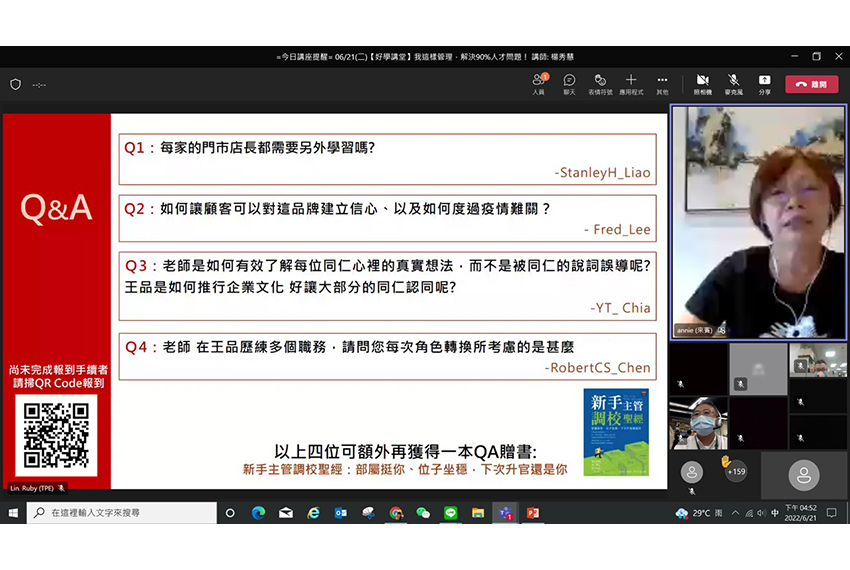 =今日講座提醒= 06/21(二)【好學講堂】我這樣管理，解決90%人才問題！ 講師: 楊秀慧
--:--
1
人員
聊天
表情符號
應用程式
其他
照相機
麥克風
分享
離開
Q&A
Q1：每家的門市店長都需要另外學習嗎?
-StanleyH_Liao
Q2：如何讓顧客可以對這品牌建立信心、以及如何度過疫情難關？
- Fred_Lee
Q3：老師是如何有效了解每位同仁心裡的真實想法，而不是被同仁的說詞誤導呢?
王品是如何推行企業文化 好讓大部分的同仁認同呢?
-YT_ Chia
Q4：老師 在王品歷練多個職務，請問您每次角色轉換所考慮的是甚麼
-RobertCS_Chen
尚未完成報到手續者
請掃QR Code報到
以上四位可額外再獲得一本QA贈書:
新手主管調校聖經：部屬挺你、位子坐穩，下次升官還是你
新手主管
調校聖經
annie (來賓)
+159
Lin. Ruby (TPE)
在這裡輸入文字來搜尋
29°C 雨
中
下午 04:52
2022/6/21